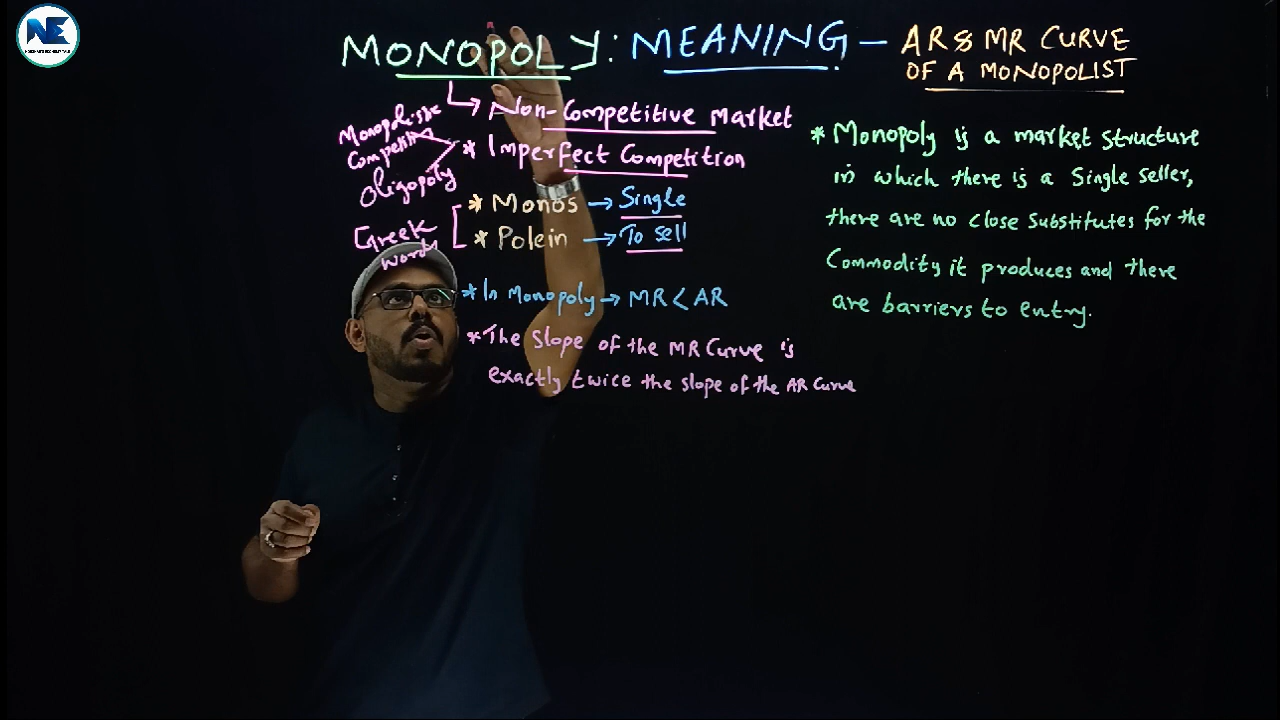 NE
MONOPOLY: MEANING – AR & MR CURVE
OF A MONOPOLIST
Non-Competitive market
* Imperfect Competition
Monopolistic
Competition
Oligopoly
Greek
words
* Monos → Single
* Polein → To sell
* In Monopoly → MR < AR
* The Slope of the MR Curve is
exactly twice the slope of the AR Curve
* Monopoly is a market structure
in which there is a Single seller,
there are no close substitutes for the
Commodity it produces and there
are barriers to entry.